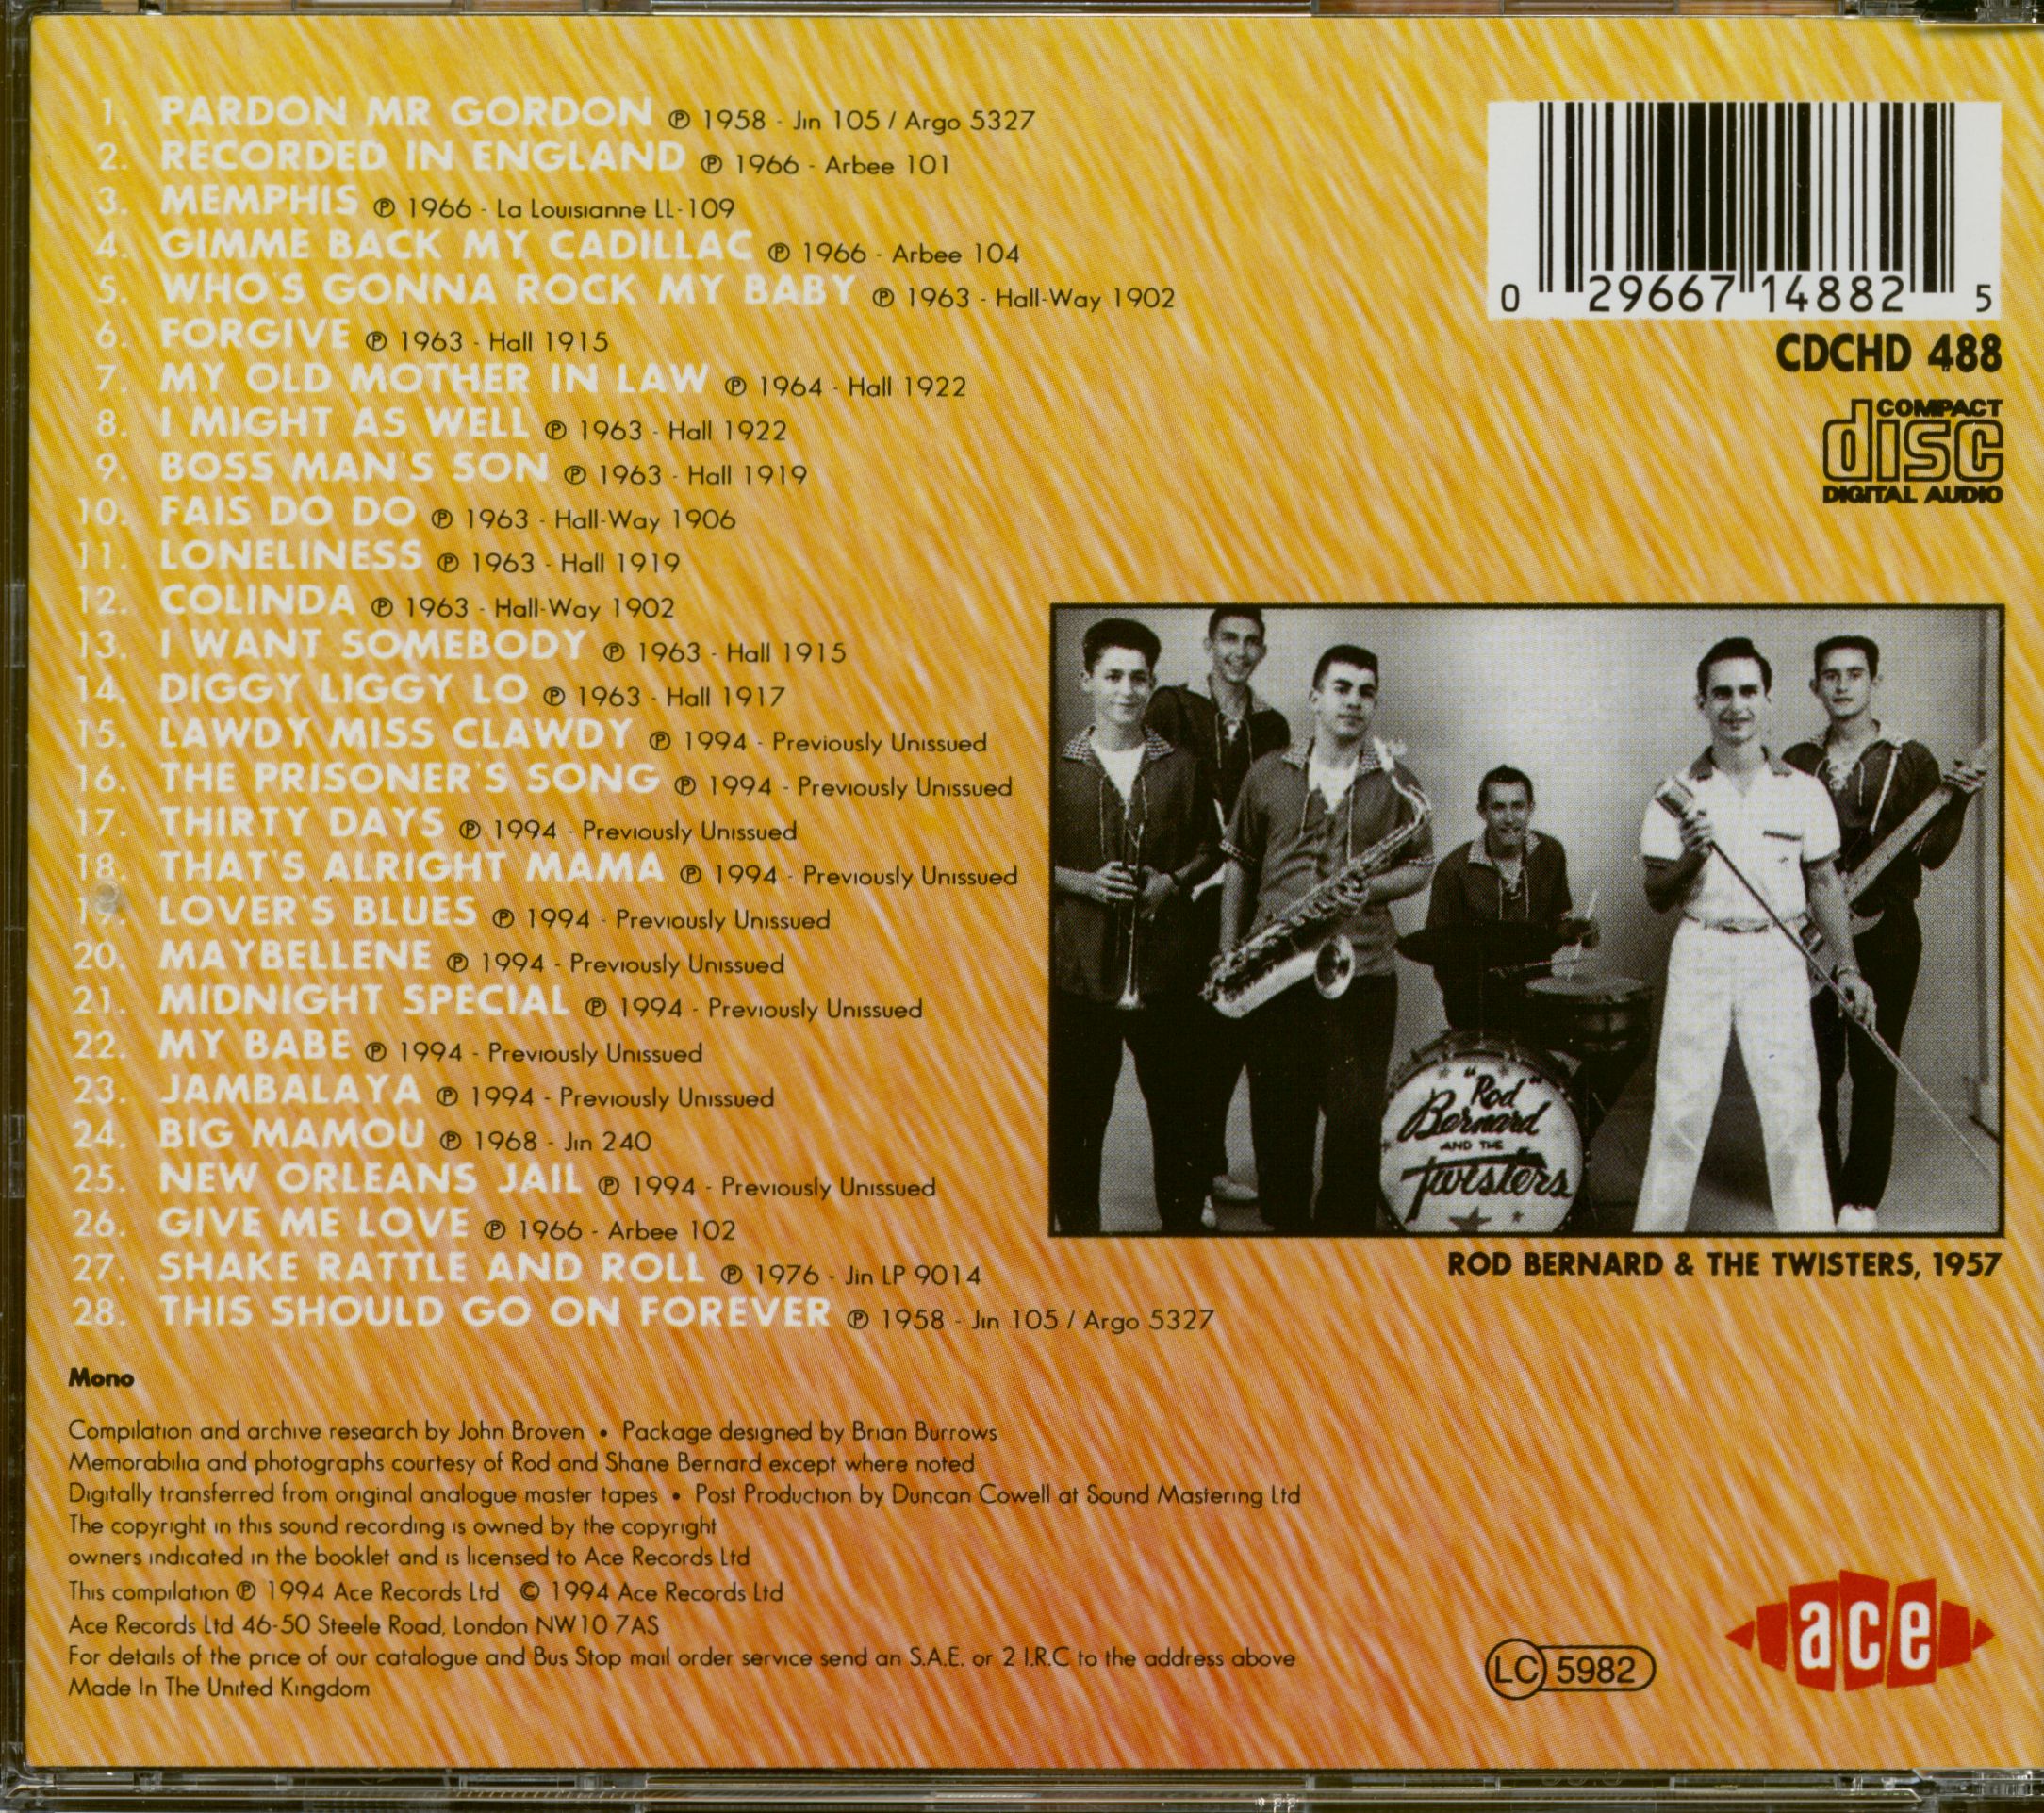 1. PARDON MR GORDON ℗ 1958 - Jin 105 / Argo 5327
2. RECORDED IN ENGLAND ℗ 1966 - Arbee 101
3. MEMPHIS ℗ 1966 - La Louisianne LL-109
4. GIMME BACK MY CADILLAC ℗ 1966 - Arbee 104
5. WHO'S GONNA ROCK MY BABY ℗ 1963 - Hall-Way 1902
6. FORGIVE ℗ 1963 - Hall 1915
7. MY OLD MOTHER IN LAW ℗ 1964 - Hall 1922
8. I MIGHT AS WELL ℗ 1963 - Hall 1922
9. BOSS MAN'S SON ℗ 1963 - Hall 1919
10. FAIS DO DO ℗ 1963 - Hall-Way 1906
11. LONELINESS ℗ 1963 - Hall 1919
12. COLINDA ℗ 1963 - Hall-Way 1902
13. I WANT SOMEBODY ℗ 1963 - Hall 1915
14. DIGGY LIGGY LO ℗ 1963 - Hall 1917
15. LAWDY MISS CLAWDY ℗ 1994 - Previously Unissued
16. THE PRISONER'S SONG ℗ 1994 - Previously Unissued
17. THIRTY DAYS ℗ 1994 - Previously Unissued
18. THAT'S ALRIGHT MAMA ℗ 1994 - Previously Unissued
19. LOVER'S BLUES ℗ 1994 - Previously Unissued
20. MAYBELLENE ℗ 1994 - Previously Unissued
21. MIDNIGHT SPECIAL ℗ 1994 - Previously Unissued
22. MY BABE ℗ 1994 - Previously Unissued
23. JAMBALAYA ℗ 1994 - Previously Unissued
24. BIG MAMOU ℗ 1968 - Jin 240
25. NEW ORLEANS JAIL ℗ 1994 - Previously Unissued
26. GIVE ME LOVE ℗ 1966 - Arbee 102
27. SHAKE RATTLE AND ROLL ℗ 1976 - Jin LP 9014
28. THIS SHOULD GO ON FOREVER ℗ 1958 - Jin 105 / Argo 5327
0 29667 14882 5
CDCHD 488
COMPACT
disc
DIGITAL AUDIO
"Rod"
Bernard
AND THE
Twisters
ROD BERNARD & THE TWISTERS, 1957
Mono
Compilation and archive research by John Broven • Package designed by Brian Burrows
Memorabilia and photographs courtesy of Rod and Shane Bernard except where noted
Digitally transferred from original analogue master tapes • Post Production by Duncan Cowell at Sound Mastering Ltd
The copyright in this sound recording is owned by the copyright
owners indicated in the booklet and is licensed to Ace Records Ltd
This compilation ℗ 1994 Ace Records Ltd © 1994 Ace Records Ltd
Ace Records Ltd 46-50 Steele Road, London NW10 7AS
For details of the price of our catalogue and Bus Stop mail order service send an S.A.E. or 2 I.R.C to the address above
Made In The United Kingdom
LC 5982
ace